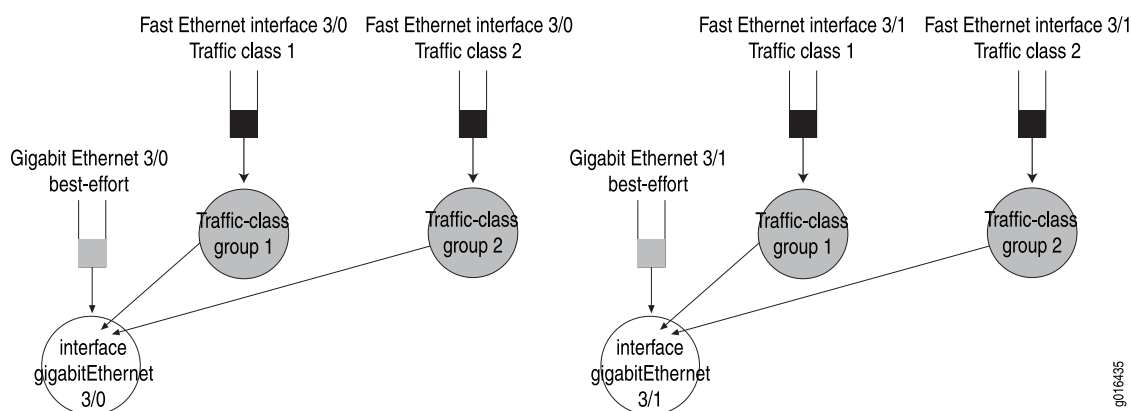 Fast Ethernet interface 3/0
Traffic class 1
Fast Ethernet interface 3/0
Traffic class 2
Gigabit Ethernet 3/0
best-effort
Traffic-class
group 1
Traffic-class
group 2
interface
gigabitEthernet
3/0
Fast Ethernet interface 3/1
Traffic class 1
Fast Ethernet interface 3/1
Traffic class 2
Gigabit Ethernet 3/1
best-effort
Traffic-class
group 1
Traffic-class
group 2
interface
gigabitEthernet
3/1
g016435